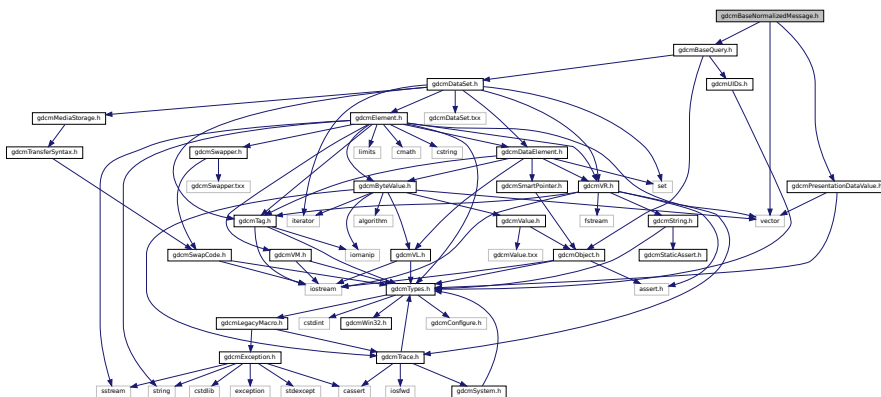 gdcmBaseNormalizedMessage.h
gdcmBaseQuery.h
gdcmDataSet.h
gdcmUIDs.h
gdcmMediaStorage.h
gdcmElement.h
gdcmDataSet.txx
gdcmTransferSyntax.h
gdcmSwapper.h
limits
cmath
cstring
gdcmDataElement.h
gdcmSwapper.txx
gdcmByteValue.h
gdcmSmartPointer.h
gdcmVR.h
set
gdcmPresentationDataValue.h
gdcmTag.h
iterator
algorithm
gdcmValue.h
fstream
gdcmString.h
vector
gdcmSwapCode.h
gdcmVM.h
iomanip
gdcmVL.h
gdcmValue.txx
gdcmObject.h
gdcmStaticAssert.h
iostream
gdcmTypes.h
assert.h
gdcmLegacyMacro.h
cstdint
gdcmWin32.h
gdcmConfigure.h
gdcmException.h
gdcmTrace.h
sstream
string
cstdlib
exception
stdexcept
cassert
iosfwd
gdcmSystem.h